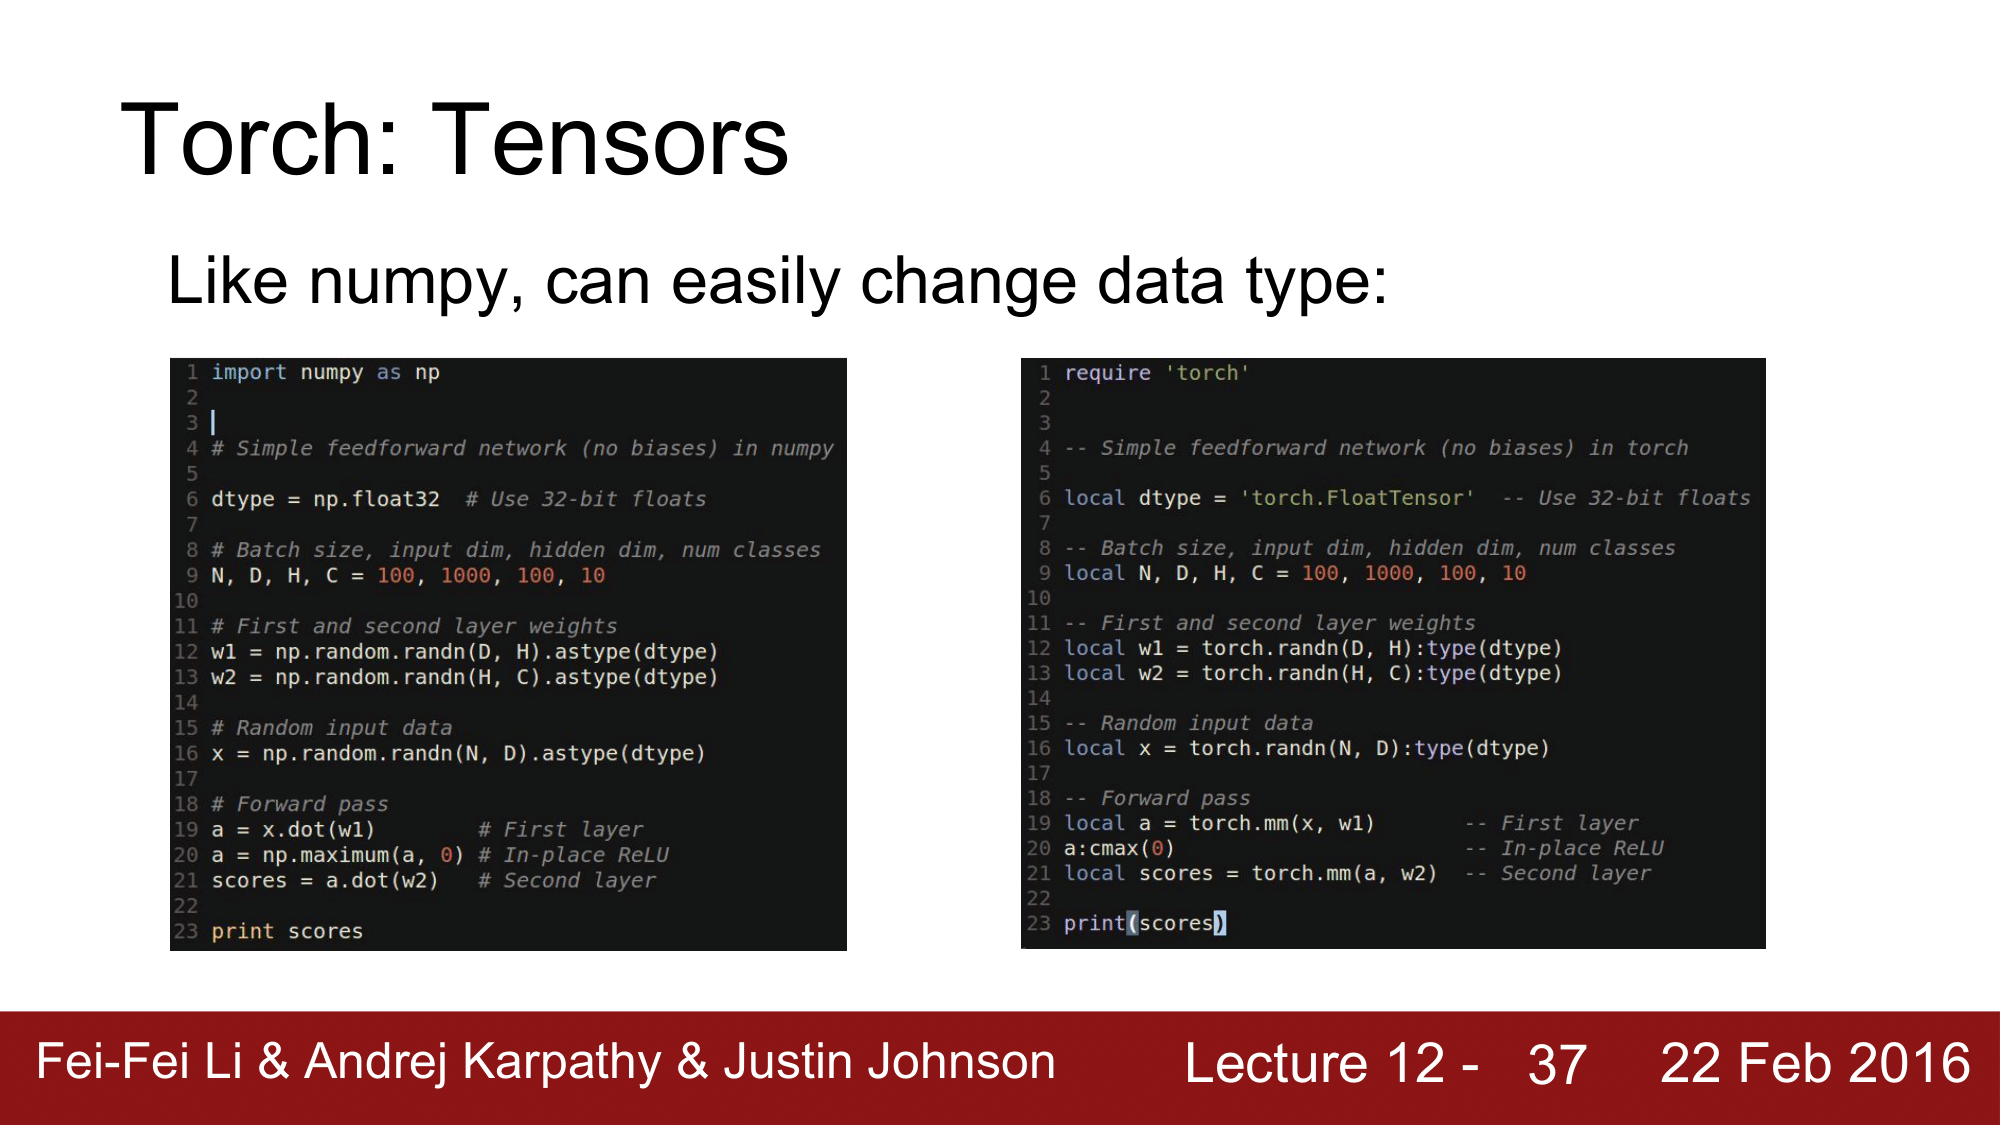 Torch: Tensors
Like numpy, can easily change data type:
1 import numpy as np
2
3
4 # Simple feedforward network (no biases) in numpy
5
6 dtype = np.float32  # Use 32-bit floats
7
8 # Batch size, input dim, hidden dim, num classes
9 N, D, H, C = 100, 1000, 100, 10
10
11 # First and second layer weights
12 w1 = np.random.randn(D, H).astype(dtype)
13 w2 = np.random.randn(H, C).astype(dtype)
14
15 # Random input data
16 x = np.random.randn(N, D).astype(dtype)
17
18 # Forward pass
19 a = x.dot(w1)        # First layer
20 a = np.maximum(a, 0) # In-place ReLU
21 scores = a.dot(w2)   # Second layer
22
23 print scores
1 require 'torch'
2
3
4 -- Simple feedforward network (no biases) in torch
5
6 local dtype = 'torch.FloatTensor'  -- Use 32-bit floats
7
8 -- Batch size, input dim, hidden dim, num classes
9 local N, D, H, C = 100, 1000, 100, 10
10
11 -- First and second layer weights
12 local w1 = torch.randn(D, H):type(dtype)
13 local w2 = torch.randn(H, C):type(dtype)
14
15 -- Random input data
16 local x = torch.randn(N, D):type(dtype)
17
18 -- Forward pass
19 local a = torch.mm(x, w1)       -- First layer
20 a:cmax(0)                       -- In-place ReLU
21 local scores = torch.mm(a, w2)  -- Second layer
22
23 print(scores)
Fei-Fei Li & Andrej Karpathy & Justin Johnson
Lecture 12 - 37
22 Feb 2016